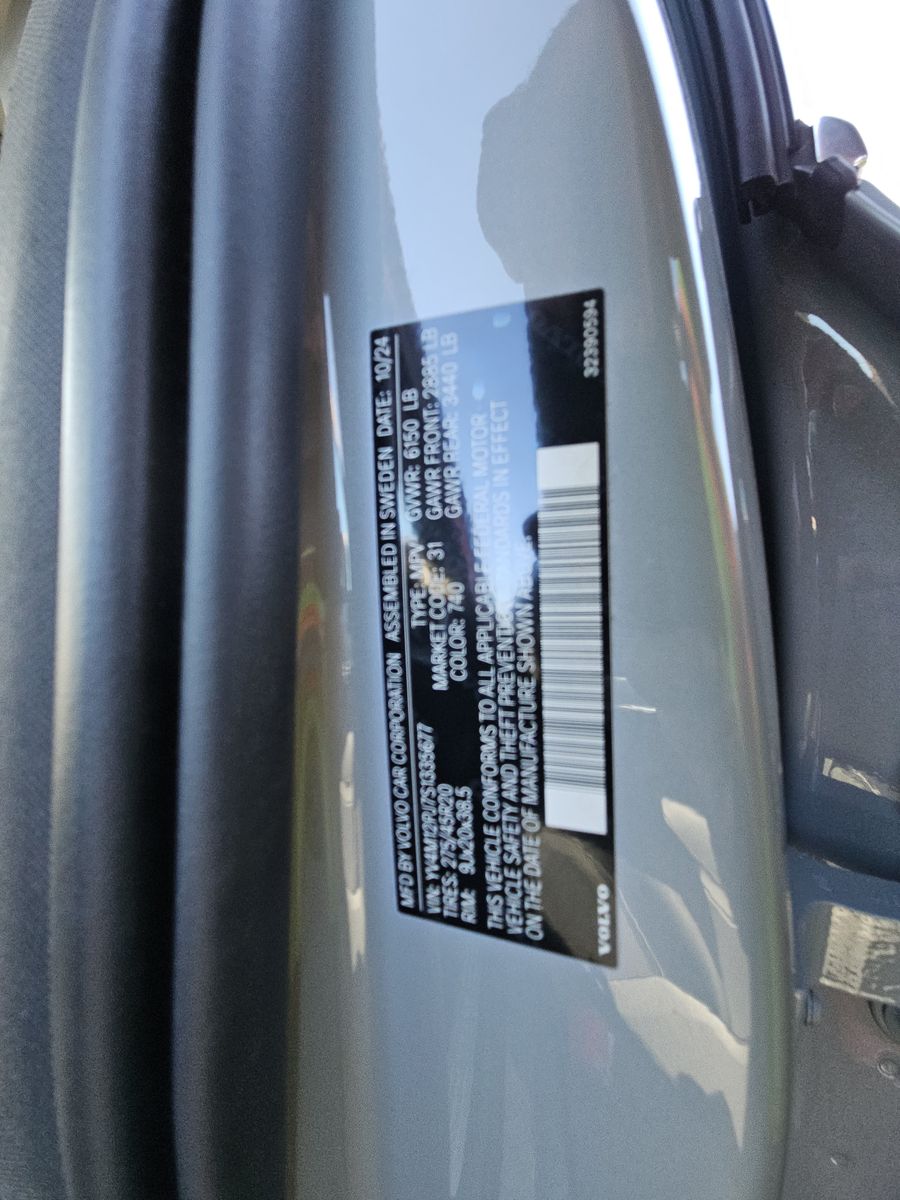 MFD BY VOLVO CAR CORPORATION ASSEMBLED IN SWEDEN DATE: 10/24
VIN: TYPE: MPV GVWR: 6150 LB
TIRES: 275/45R20 MARKET CODE: 31 GAWR FRONT: 2885 LB
RIM: 9Jx20x38.5 COLOR: 740 GAWR REAR: 3440 LB
THIS VEHICLE CONFORMS TO ALL APPLICABLE FEDERAL MOTOR
VEHICLE SAFETY AND THEFT PREVENTION STANDARDS IN EFFECT
ON THE DATE OF MANUFACTURE SHOWN
VOLVO 32390594